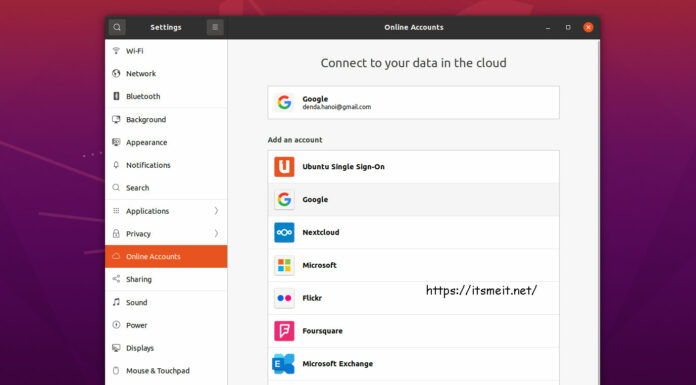 Settings
Online Accounts
Wi-Fi
Network
Bluetooth
Background
Appearance
Notifications
Search
Applications
Privacy
Online Accounts
Sharing
Sound
Power
Displays
Mouse & Touchpad
Connect to your data in the cloud
Google
denda.hanoi@gmail.com
Add an account
Ubuntu Single Sign-On
Google
Nextcloud
Microsoft
Flickr
https://itsmeit.net/
Foursquare
Microsoft Exchange